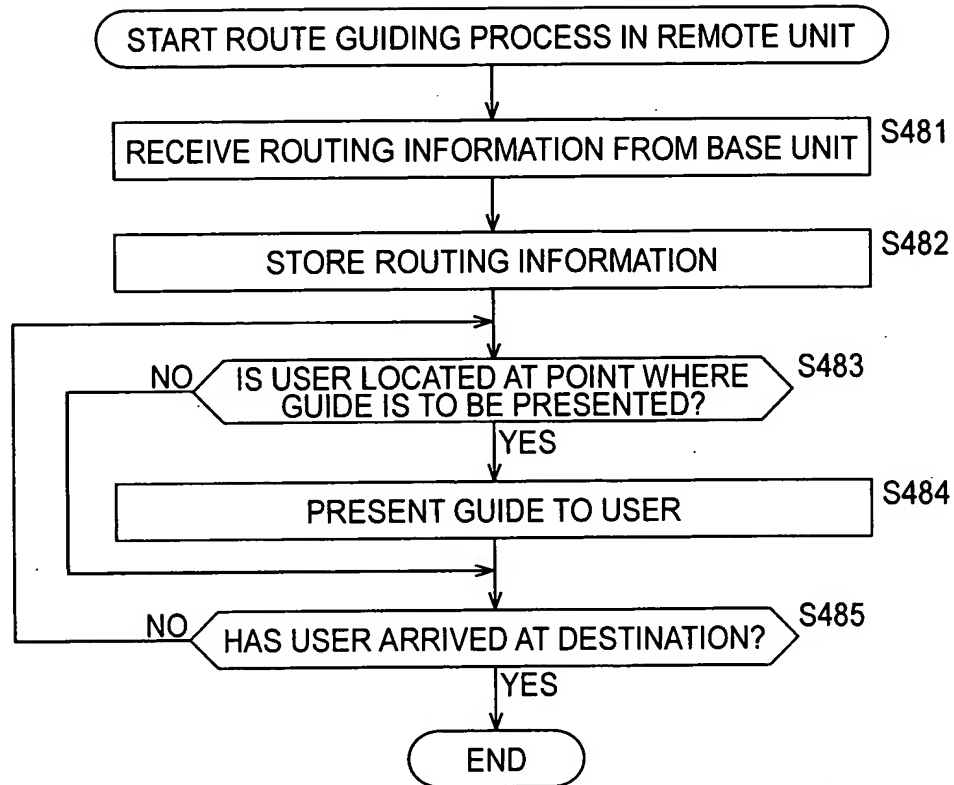 START ROUTE GUIDING PROCESS IN REMOTE UNIT
RECEIVE ROUTING INFORMATION FROM BASE UNIT
S481
STORE ROUTING INFORMATION
S482
NO
IS USER LOCATED AT POINT WHERE
GUIDE IS TO BE PRESENTED?
S483
YES
PRESENT GUIDE TO USER
S484
NO
HAS USER ARRIVED AT DESTINATION?
S485
YES
END